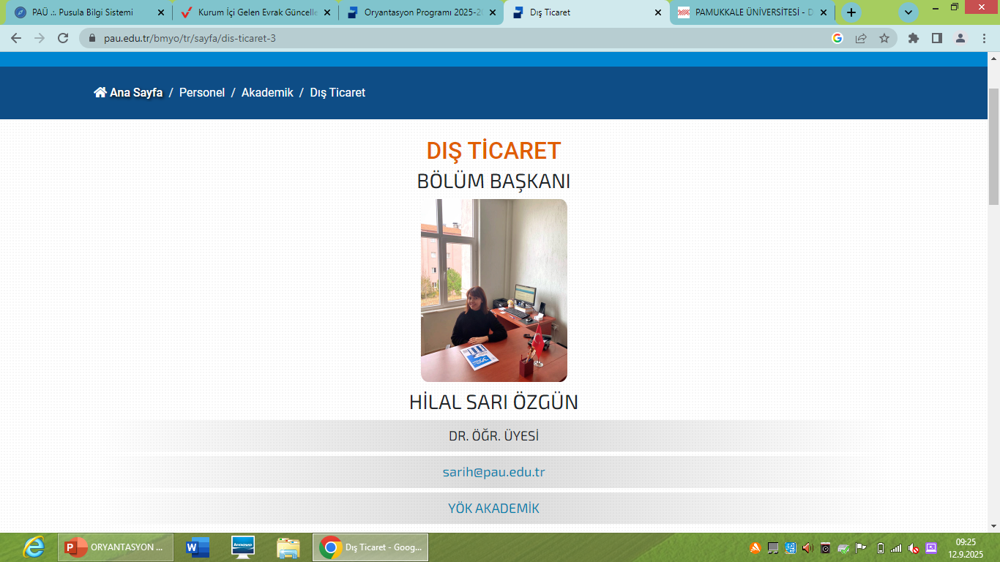 PAÜ .:. Pusula Bilgi Sistemi
Kurum İçi Gelen Evrak Güncelle
Oryantasyon Programı 2025-2
Dış Ticaret
PAMUKKALE ÜNİVERSİTESİ - D
pau.edu.tr/bmyo/tr/sayfa/dis-ticaret-3
Ana Sayfa / Personel / Akademik / Dış Ticaret
DIŞ TİCARET
BÖLÜM BAŞKANI
HİLAL SARI ÖZGÜN
DR. ÖĞR. ÜYESİ
sarih@pau.edu.tr
YÖK AKADEMİK
ORYANTASYON ...
Dış Ticaret - Goog...
09:25
12.9.2025